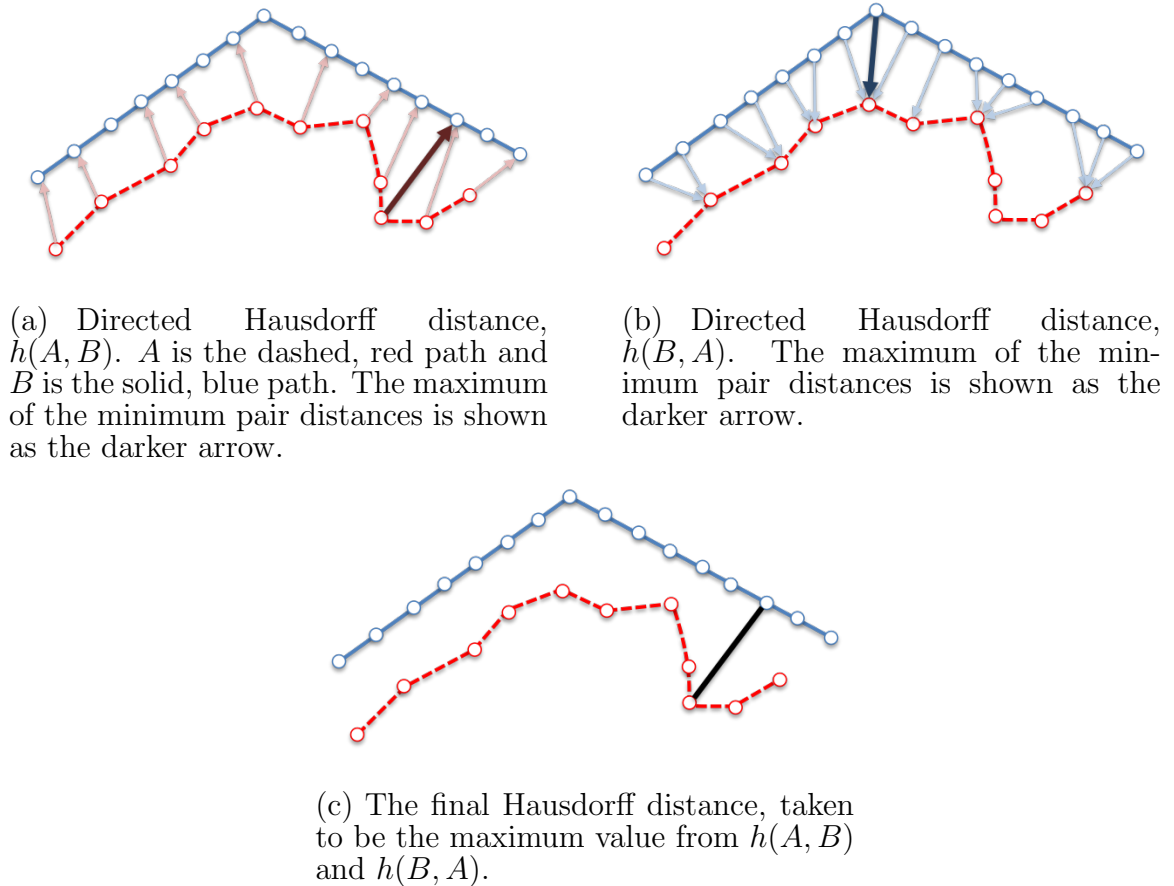 (a) Directed Hausdorff distance,
h(A, B). A is the dashed, red path and
B is the solid, blue path. The maximum
of the minimum pair distances is shown
as the darker arrow.
(b) Directed Hausdorff distance,
h(B, A). The maximum of the min-
imum pair distances is shown as the
darker arrow.
(c) The final Hausdorff distance, taken
to be the maximum value from h(A, B)
and h(B, A).